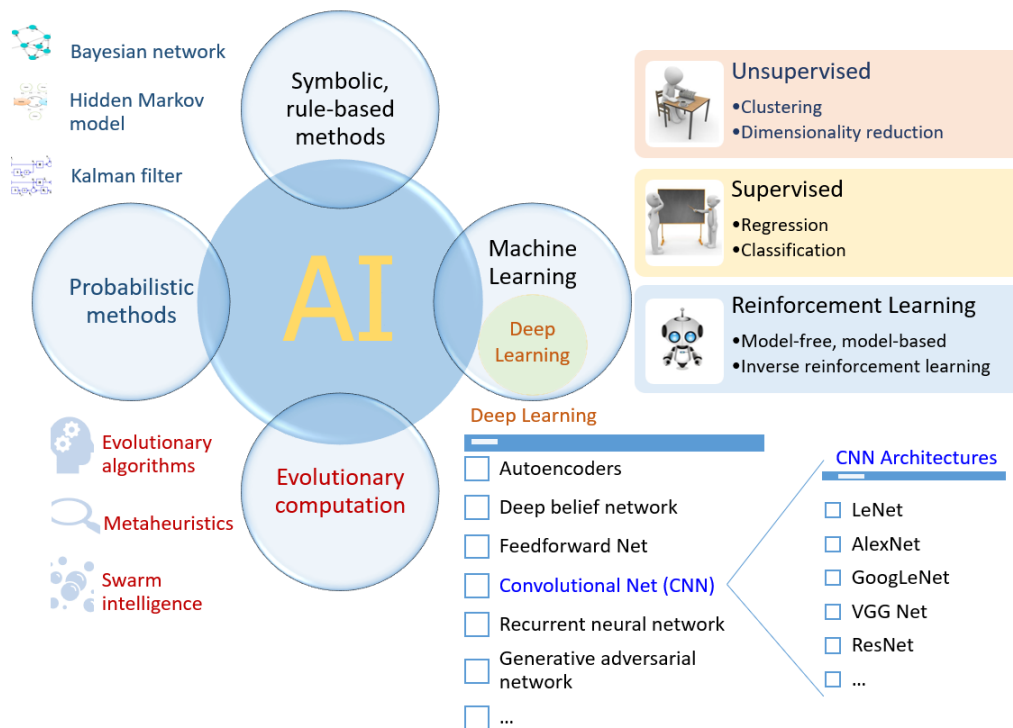 Bayesian network
Hidden Markov
model
Kalman filter
Symbolic,
rule-based
methods
AI
Probabilistic
methods
Machine
Learning
Deep
Learning
Evolutionary
computation
Evolutionary
algorithms
Metaheuristics
Swarm
intelligence
Unsupervised
•Clustering
•Dimensionality reduction
Supervised
•Regression
•Classification
Reinforcement Learning
•Model-free, model-based
•Inverse reinforcement learning
Deep Learning
Autoencoders
Deep belief network
Feedforward Net
Convolutional Net (CNN)
Recurrent neural network
Generative adversarial
network
...
CNN Architectures
LeNet
AlexNet
GoogLeNet
VGG Net
ResNet
...